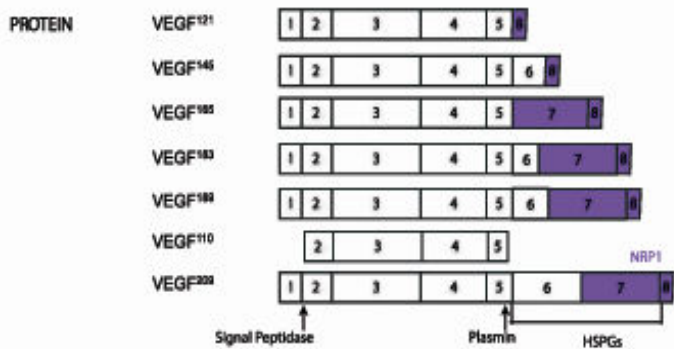 PROTEIN VEGF121 1 2 3 4 5 8
VEGF145 1 2 3 4 5 6 8
VEGF165 1 2 3 4 5 7 8
VEGF183 1 2 3 4 5 6 7 8
VEGF189 1 2 3 4 5 6 7 8
VEGF110 2 3 4 5
NRP1
VEGF209 1 2 3 4 5 6 7 8
Signal Peptidase Plasmin HSPGs